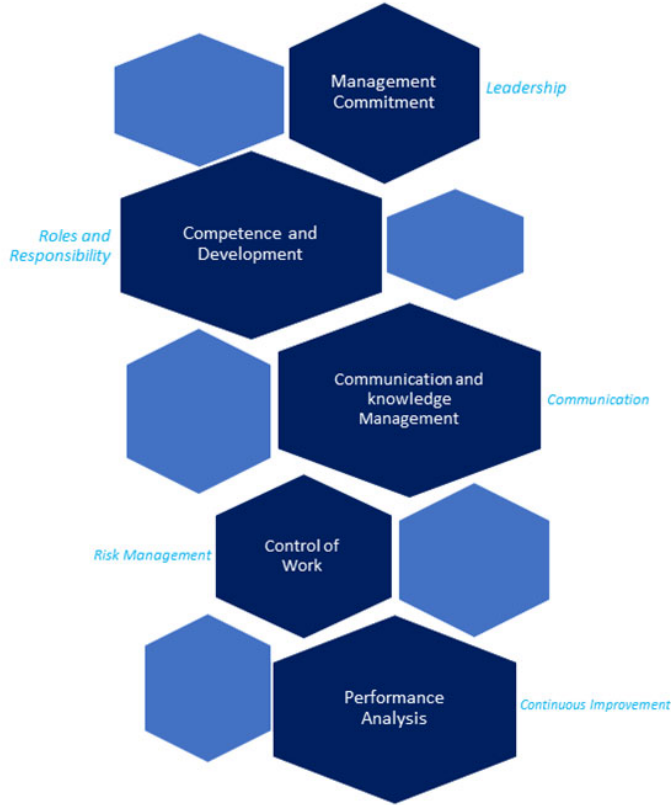 Management
Commitment
Leadership
Roles and
Responsibility
Competence and
Development
Communication and
knowledge
Management
Communication
Risk Management
Control of
Work
Performance
Analysis
Continuous Improvement